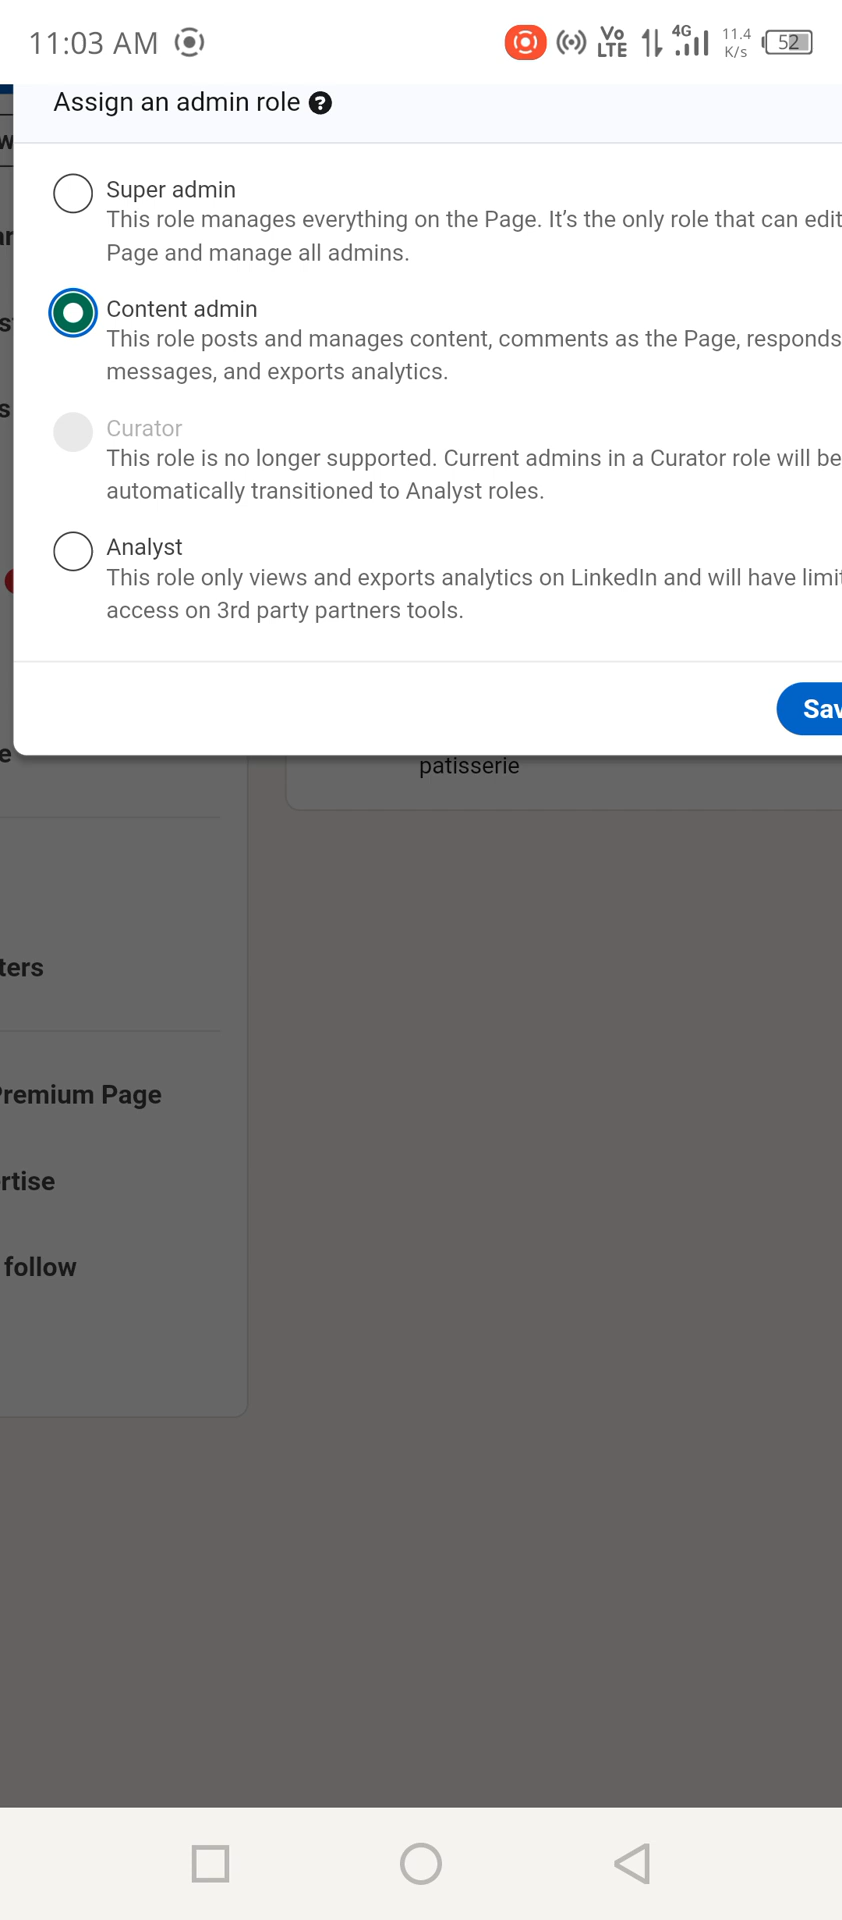 11:03 AM
Vo LTE 4G 11.4 K/s 52
Assign an admin role ?
Super admin
This role manages everything on the Page. It’s the only role that can edit
Page and manage all admins.
Content admin
This role posts and manages content, comments as the Page, responds
messages, and exports analytics.
Curator
This role is no longer supported. Current admins in a Curator role will be
automatically transitioned to Analyst roles.
Analyst
This role only views and exports analytics on LinkedIn and will have limit
access on 3rd party partners tools.
Sav
patisserie
ters
Premium Page
rtise
follow